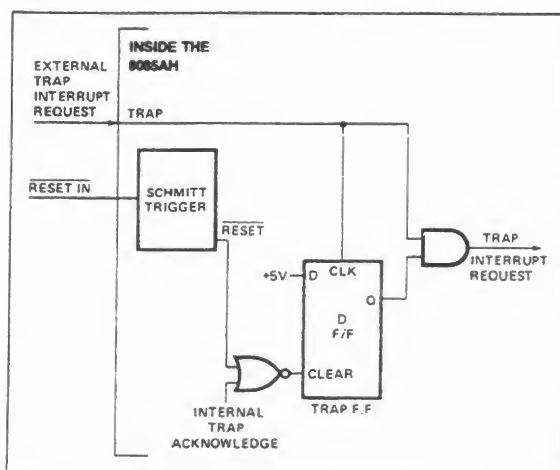 INSIDE THE
8085AH
EXTERNAL
TRAP
INTERRUPT
REQUEST
TRAP
RESET IN
SCHMITT
TRIGGER
RESET
TRAP
INTERRUPT
REQUEST
+5V
D
CLK
Q
D
F/F
CLEAR
TRAP F.F.
INTERNAL
TRAP
ACKNOWLEDGE